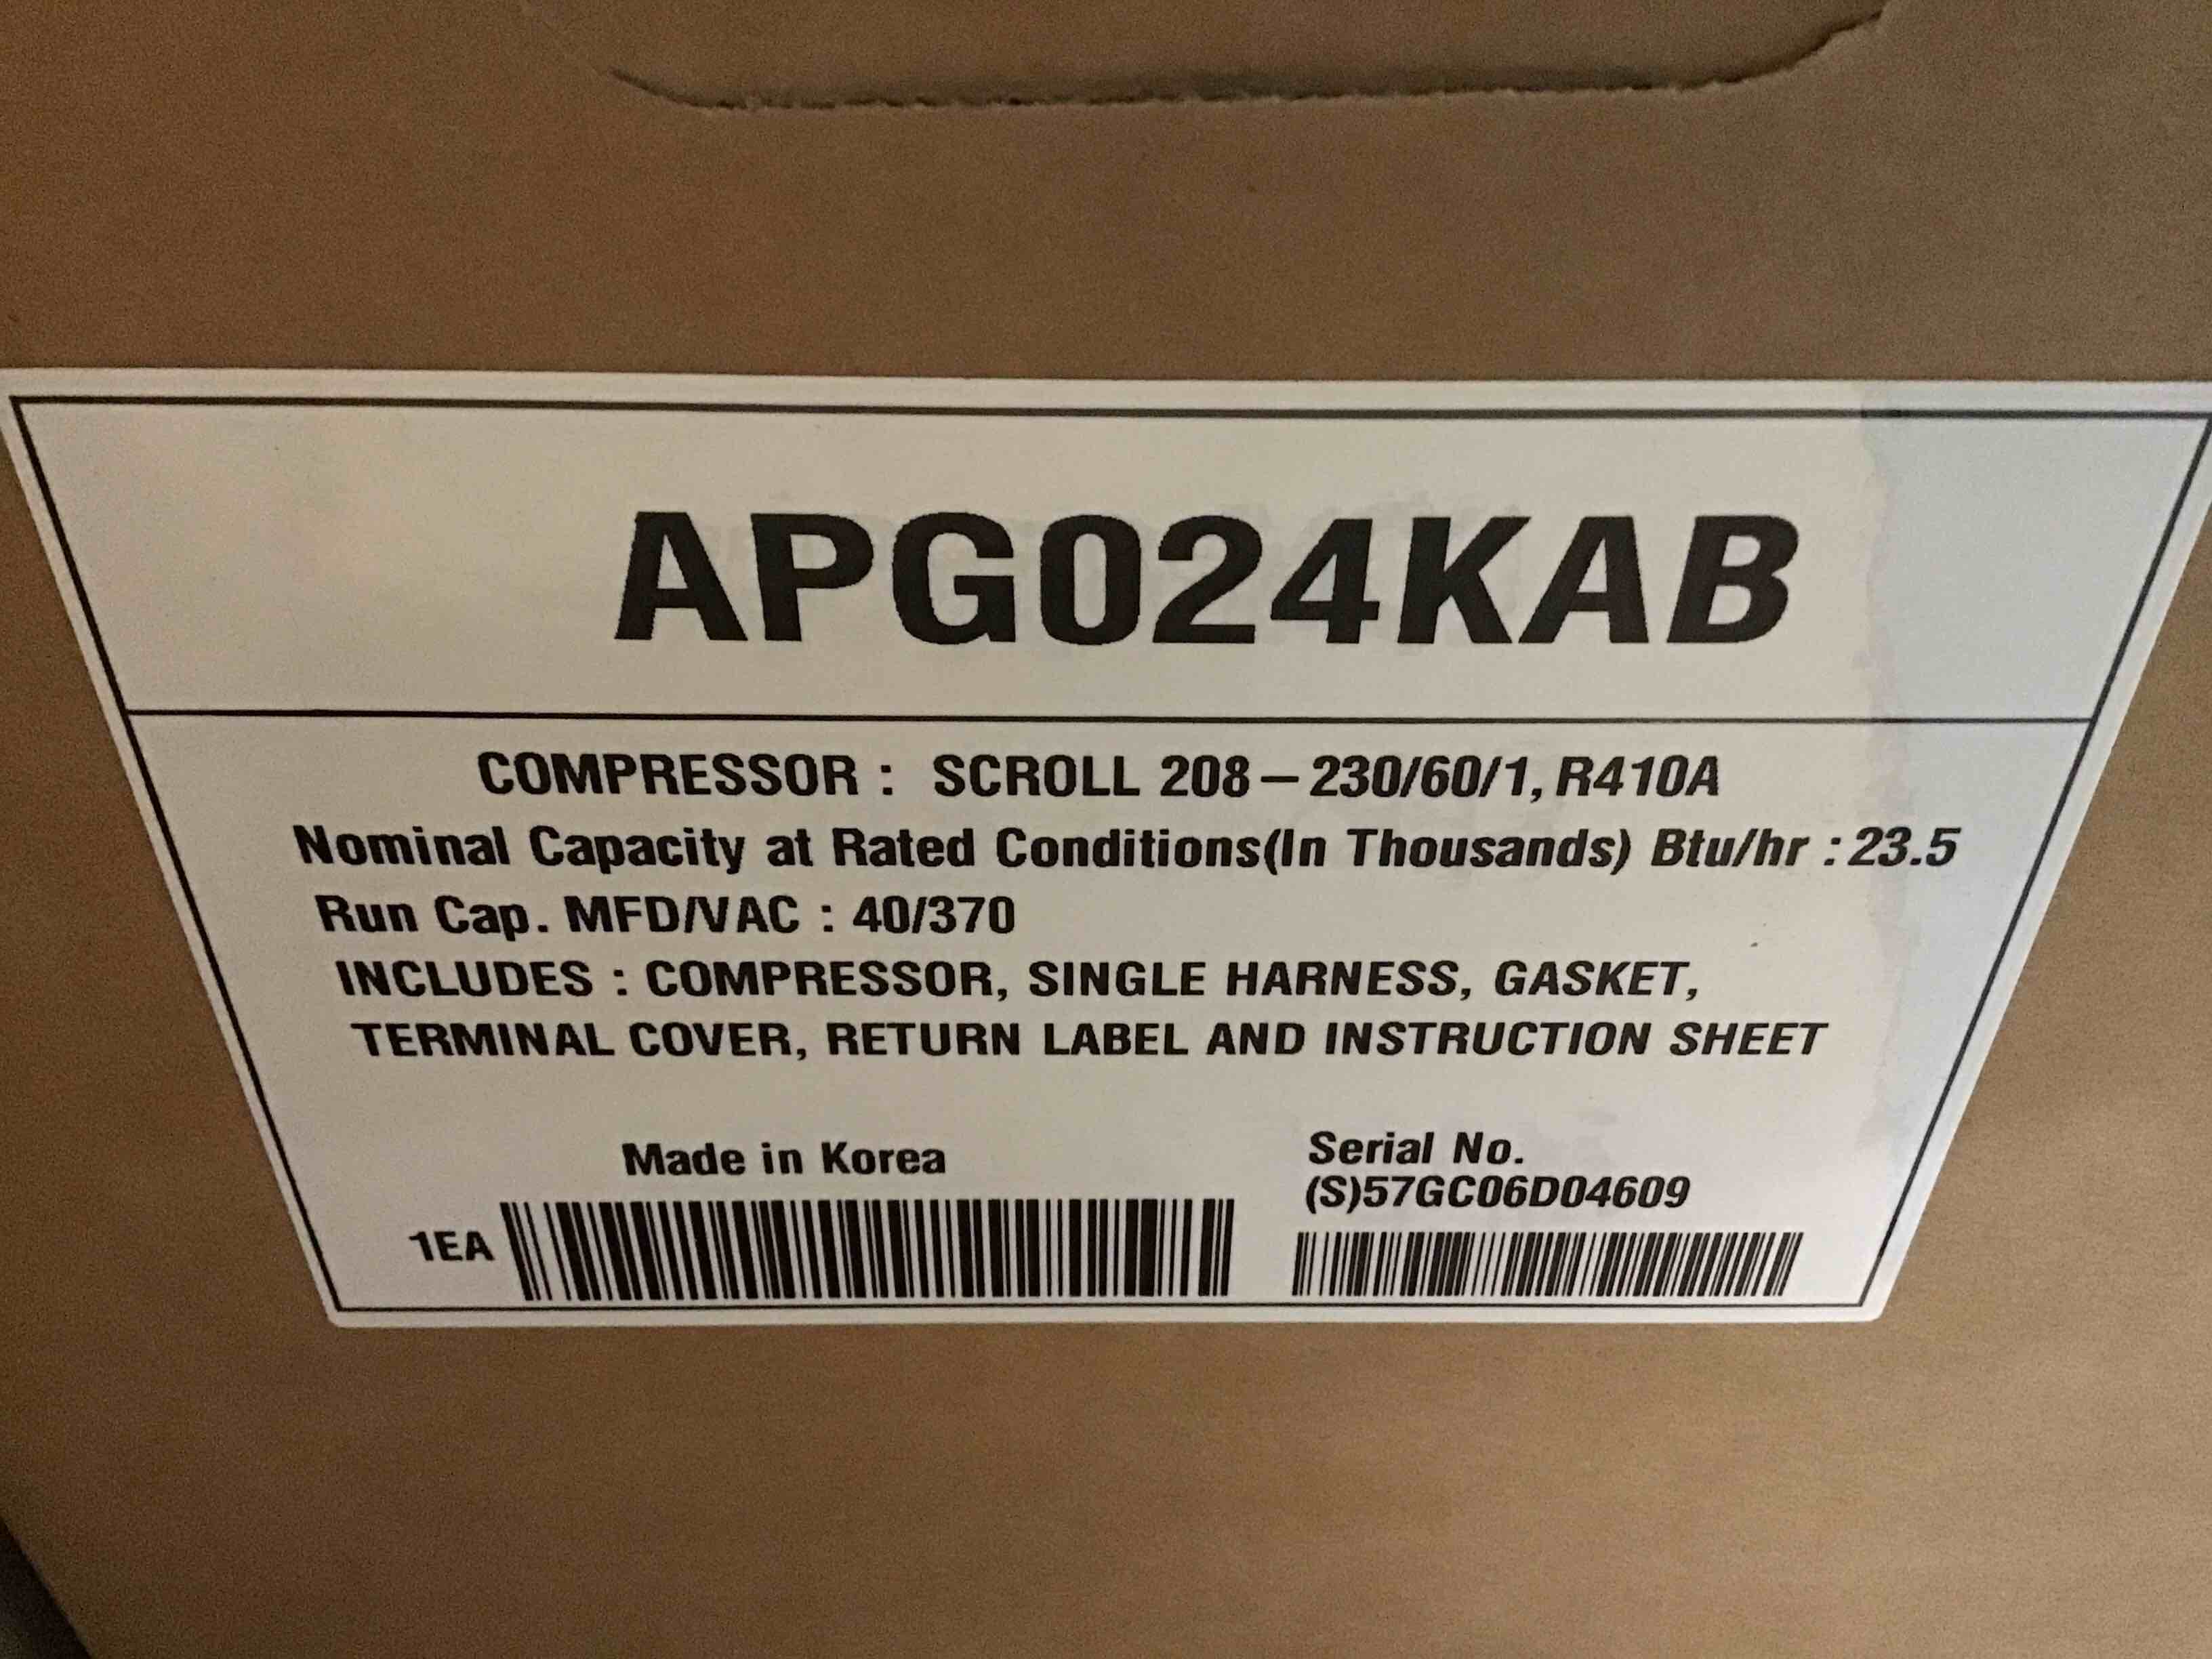 APG024KAB
COMPRESSOR : SCROLL 208-230/60/1, R410A
Nominal Capacity at Rated Conditions(In Thousands) Btu/hr : 23.5
Run Cap. MFD/VAC : 40/370
INCLUDES : COMPRESSOR, SINGLE HARNESS, GASKET,
TERMINAL COVER, RETURN LABEL AND INSTRUCTION SHEET
Made in Korea
1EA
Serial No.
(S)57GC06D04609